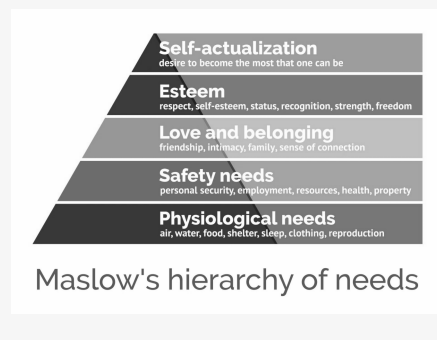 Self-actualization
desire to become the most that one can be
Esteem
respect, self-esteem, status, recognition, strength, freedom
Love and belonging
friendship, intimacy, family, sense of connection
Safety needs
personal security, employment, resources, health, property
Physiological needs
air, water, food, shelter, sleep, clothing, reproduction
Maslow's hierarchy of needs